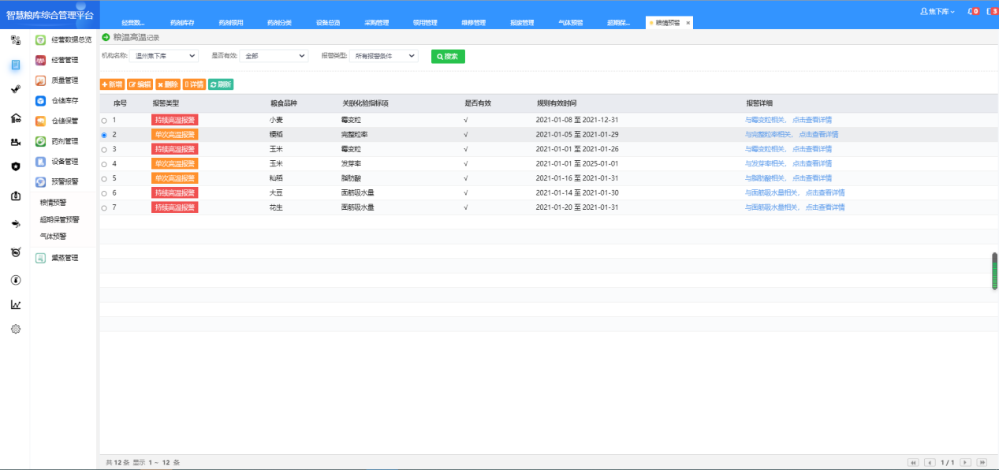 智慧粮库综合管理平台
经营数...
药剂库存
药剂领用
药剂分类
设备总览
采购管理
领用管理
维修管理
报废管理
气体预警
超期保...
粮情预警 ×
焦下库
0
3
经营数据总览
经营管理
质量管理
仓储库存
仓储保管
药剂管理
设备管理
预警报警
粮情预警
超期保管预警
气体预警
熏蒸管理
粮温高温记录
机构名称: 温州焦下库 是否有效: 全部 报警类型: 所有报警条件 搜索
新增 编辑 删除 详情 刷新
序号 报警类型 粮食品种 关联化验指标项 是否有效 规则有效时间 报警详细
1 持续高温报警 小麦 霉变粒 √ 2021-01-08 至 2021-12-31 与霉变粒相关, 点击查看详情
2 单次高温报警 粳稻 完整粒率 √ 2021-01-05 至 2021-01-29 与完整粒率相关, 点击查看详情
3 持续高温报警 玉米 霉变粒 √ 2021-01-01 至 2021-01-26 与霉变粒相关, 点击查看详情
4 单次高温报警 玉米 发芽率 √ 2021-01-01 至 2025-01-01 与发芽率相关, 点击查看详情
5 单次高温报警 籼稻 脂肪酸 √ 2021-01-16 至 2021-01-31 与脂肪酸相关, 点击查看详情
6 持续高温报警 大豆 面筋吸水量 √ 2021-01-14 至 2021-01-30 与面筋吸水量相关, 点击查看详情
7 持续高温报警 花生 面筋吸水量 √ 2021-01-20 至 2021-01-31 与面筋吸水量相关, 点击查看详情
共 12 条 显示 1 ~ 12 条
1 / 1